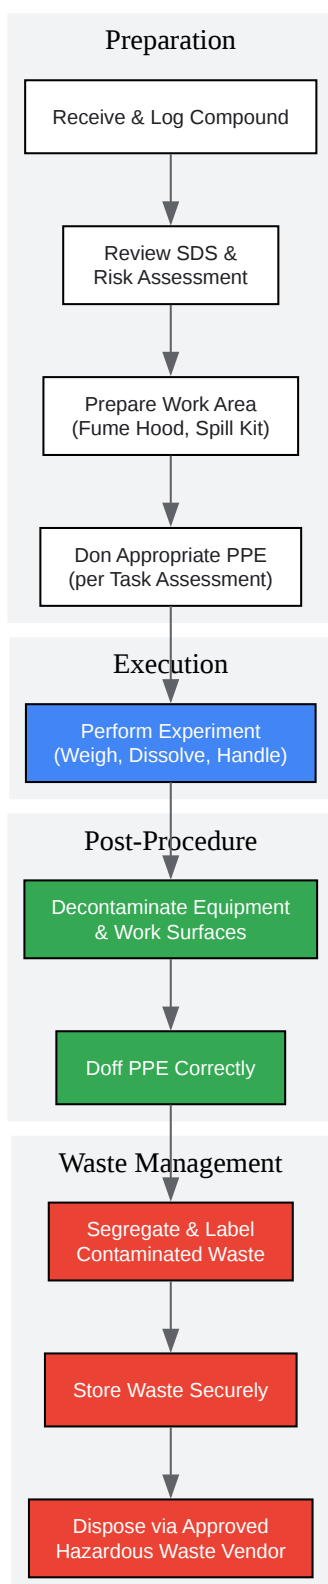 Preparation
Receive & Log Compound
Review SDS &
Risk Assessment
Prepare Work Area
(Fume Hood, Spill Kit)
Don Appropriate PPE
(per Task Assessment)
Execution
Perform Experiment
(Weigh, Dissolve, Handle)
Post-Procedure
Decontaminate Equipment
& Work Surfaces
Doff PPE Correctly
Waste Management
Segregate & Label
Contaminated Waste
Store Waste Securely
Dispose via Approved
Hazardous Waste Vendor